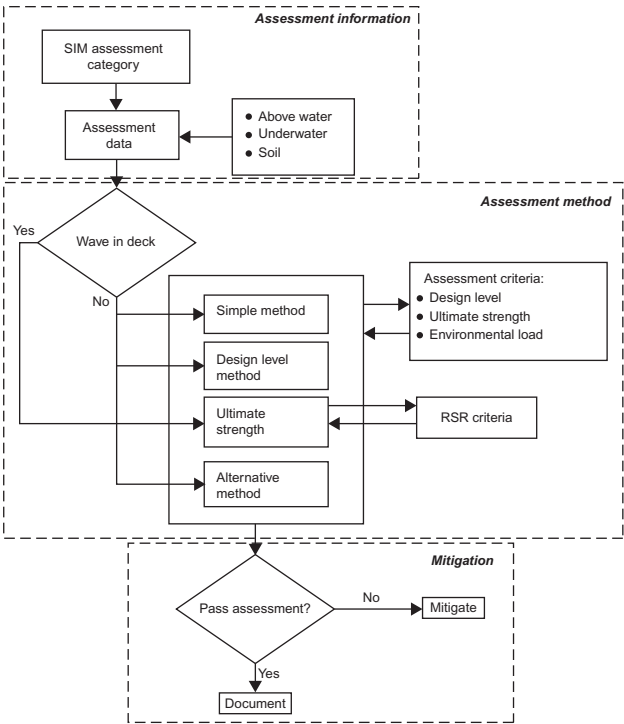 Assessment information
SIM assessment
category
Assessment
data
● Above water
● Underwater
● Soil
Assessment method
Yes
Wave in deck
No
Assessment criteria:
● Design level
● Ultimate strength
● Environmental load
Simple method
Design level
method
Ultimate
strength
RSR criteria
Alternative
method
Mitigation
Pass assessment?
No
Mitigate
Yes
Document